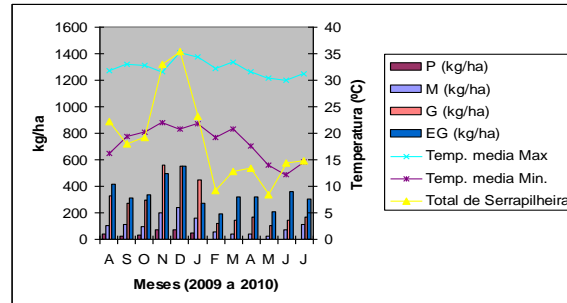 1600
1400
1200
1000
800
600
400
200
0
kg/ha
40
35
30
25
20
15
10
5
0
Temperatura (ºC)
A S O N D J F M A M J J
Meses (2009 a 2010)
P (kg/ha)
M (kg/ha)
G (kg/ha)
EG (kg/ha)
Temp. media Max
Temp. media Min.
Total de Serrapilheira